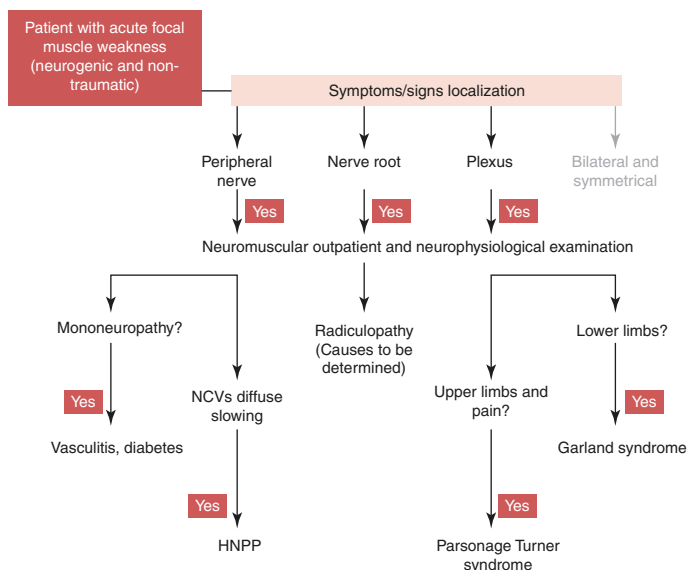 Patient with acute focal
muscle weakness
(neurogenic and non-
traumatic)
Symptoms/signs localization
Peripheral
nerve
Nerve root
Plexus
Bilateral and
symmetrical
Yes
Yes
Yes
Neuromuscular outpatient and neurophysiological examination
Mononeuropathy?
Radiculopathy
(Causes to be
determined)
Lower limbs?
NCVs diffuse
slowing
Upper limbs and
pain?
Yes
Yes
Vasculitis, diabetes
Garland syndrome
Yes
Yes
HNPP
Parsonage Turner
syndrome